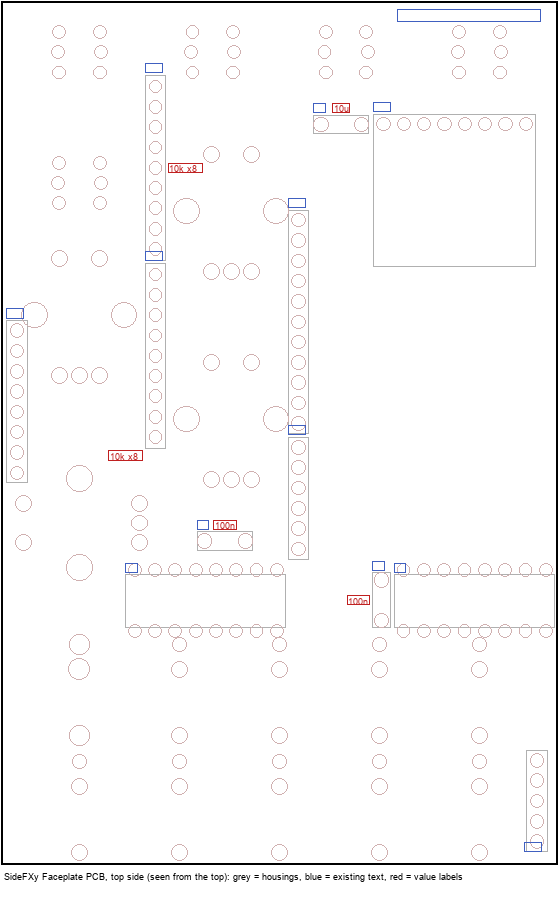 10u
10k x8
10k x8
100n
100n
SideFXy Faceplate PCB, top side (seen from the top): grey = housings, blue = existing text, red = value labels